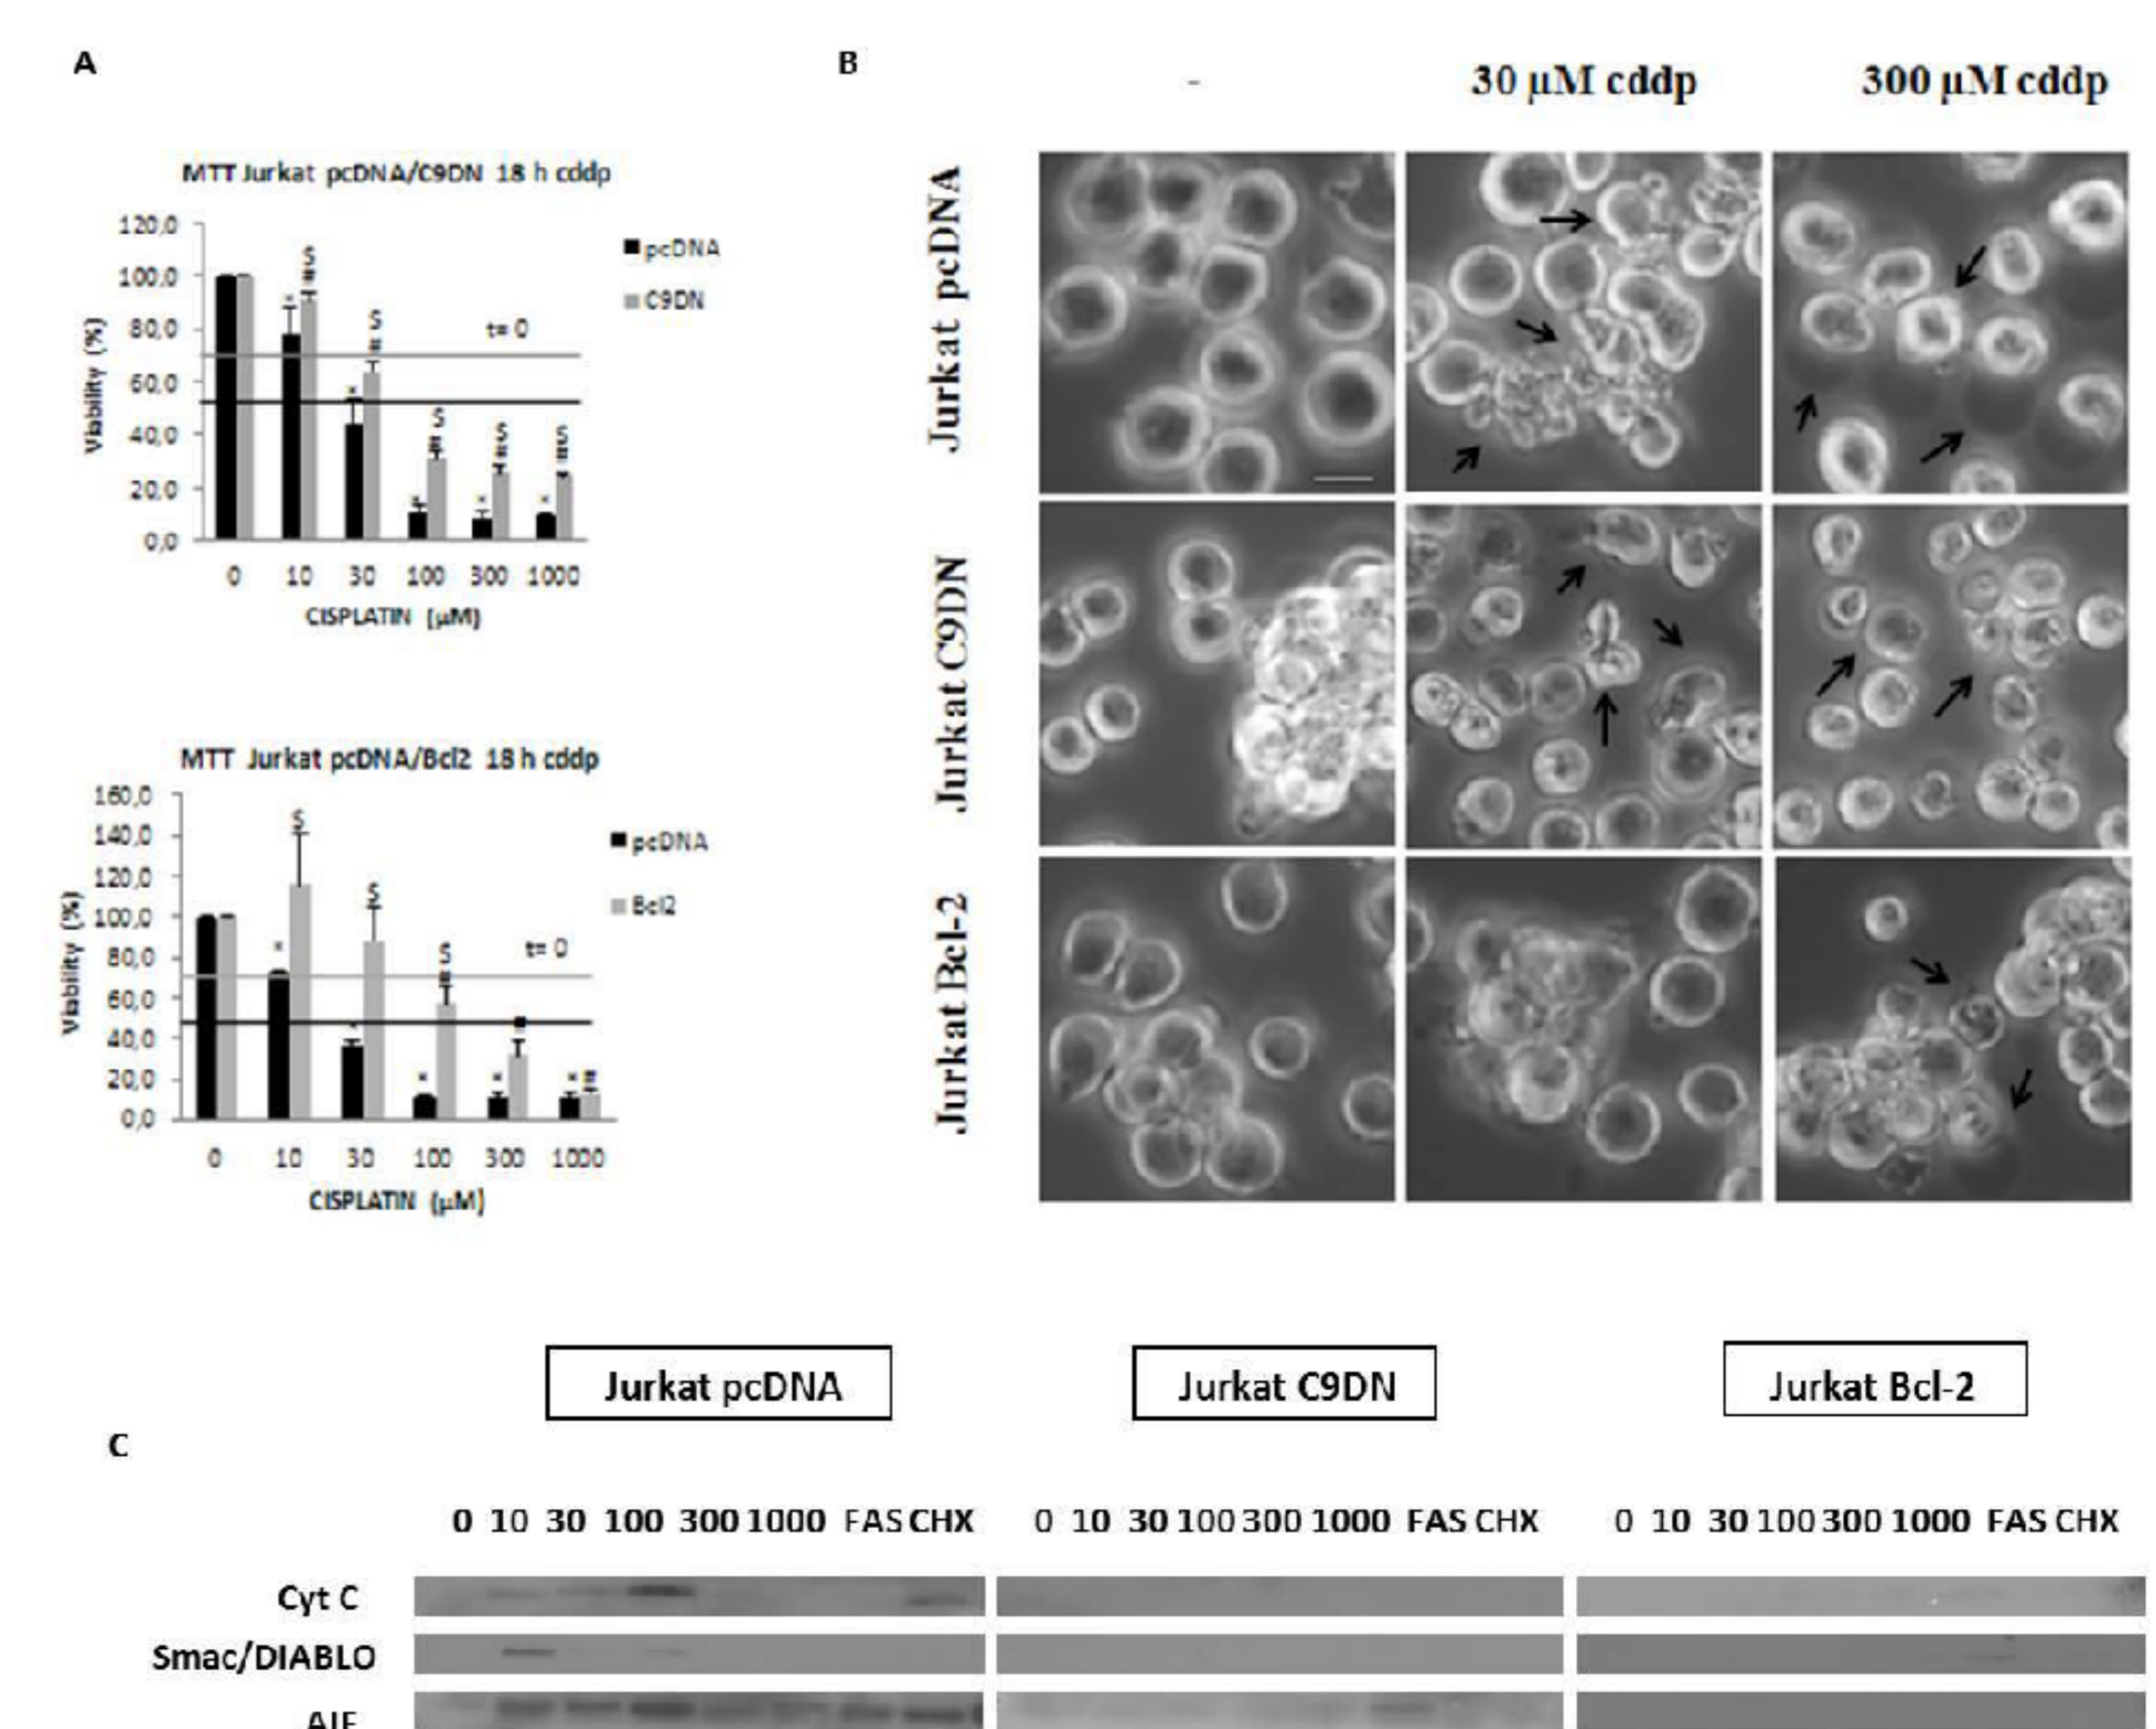 A
MTT Jurkat pcDNA/C9DN 18 h cddp
120,0
100,0
80,0
60,0
40,0
20,0
0,0
Viability (%)
t= 0
pcDNA
C9DN
* $ #
* $ #
* $ #
* $ #
* $ #
0 10 30 100 300 1000
CISPLATIN (µM)
MTT Jurkat pcDNA/Bcl2 18 h cddp
160,0
140,0
120,0
100,0
80,0
60,0
40,0
20,0
0,0
Viability (%)
t= 0
pcDNA
Bcl2
* $
* $
* $ #
* #
* #
0 10 30 100 300 1000
CISPLATIN (µM)
B
- 30 µM cddp 300 µM cddp
Jurkat pcDNA
Jurkat C9DN
Jurkat Bcl-2
Jurkat pcDNA Jurkat C9DN Jurkat Bcl-2
C
0 10 30 100 300 1000 FAS CHX 0 10 30 100 300 1000 FAS CHX 0 10 30 100 300 1000 FAS CHX
Cyt C
Smac/DIABLO
AIF